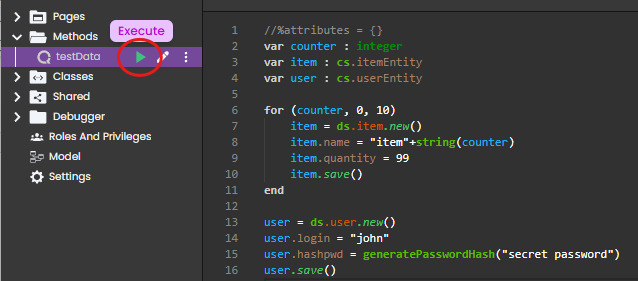 Pages
Execute
Methods
testData
Classes
Shared
Debugger
Roles And Privileges
Model
Settings
1 //%attributes = {}
2 var counter : integer
3 var item : cs.itemEntity
4 var user : cs.userEntity
5
6 for (counter, 0, 10)
7 item = ds.item.new()
8 item.name = "item"+string(counter)
9 item.quantity = 99
10 item.save()
11 end
12
13 user = ds.user.new()
14 user.login = "john"
15 user.hashpwd = generatePasswordHash("secret password")
16 user.save()